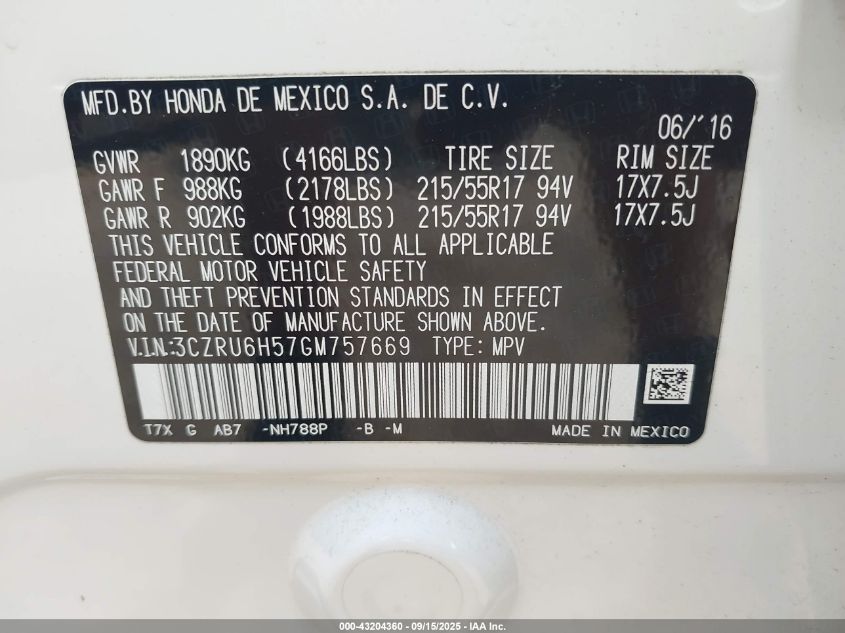 MFD.BY HONDA DE MEXICO S.A. DE C.V.
06/'16
GVWR 1890KG (4166LBS) TIRE SIZE RIM SIZE
GAWR F 988KG (2178LBS) 215/55R17 94V 17X7.5J
GAWR R 902KG (1988LBS) 215/55R17 94V 17X7.5J
THIS VEHICLE CONFORMS TO ALL APPLICABLE
FEDERAL MOTOR VEHICLE SAFETY
AND THEFT PREVENTION STANDARDS IN EFFECT
ON THE DATE OF MANUFACTURE SHOWN ABOVE.
V.I.N.:3CZRU6H57GM757669 TYPE: MPV
T7X G AB7 -NH788P -B -M MADE IN MEXICO
000-43204360 - 09/15/2025 - IAA Inc.